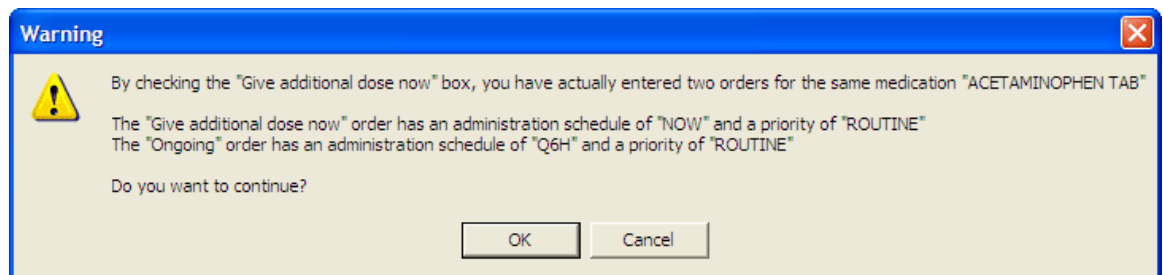 Warning
By checking the "Give additional dose now" box, you have actually entered two orders for the same medication "ACETAMINOPHEN TAB"
The "Give additional dose now" order has an administration schedule of "NOW" and a priority of "ROUTINE"
The "Ongoing" order has an administration schedule of "Q6H" and a priority of "ROUTINE"
Do you want to continue?
OK Cancel